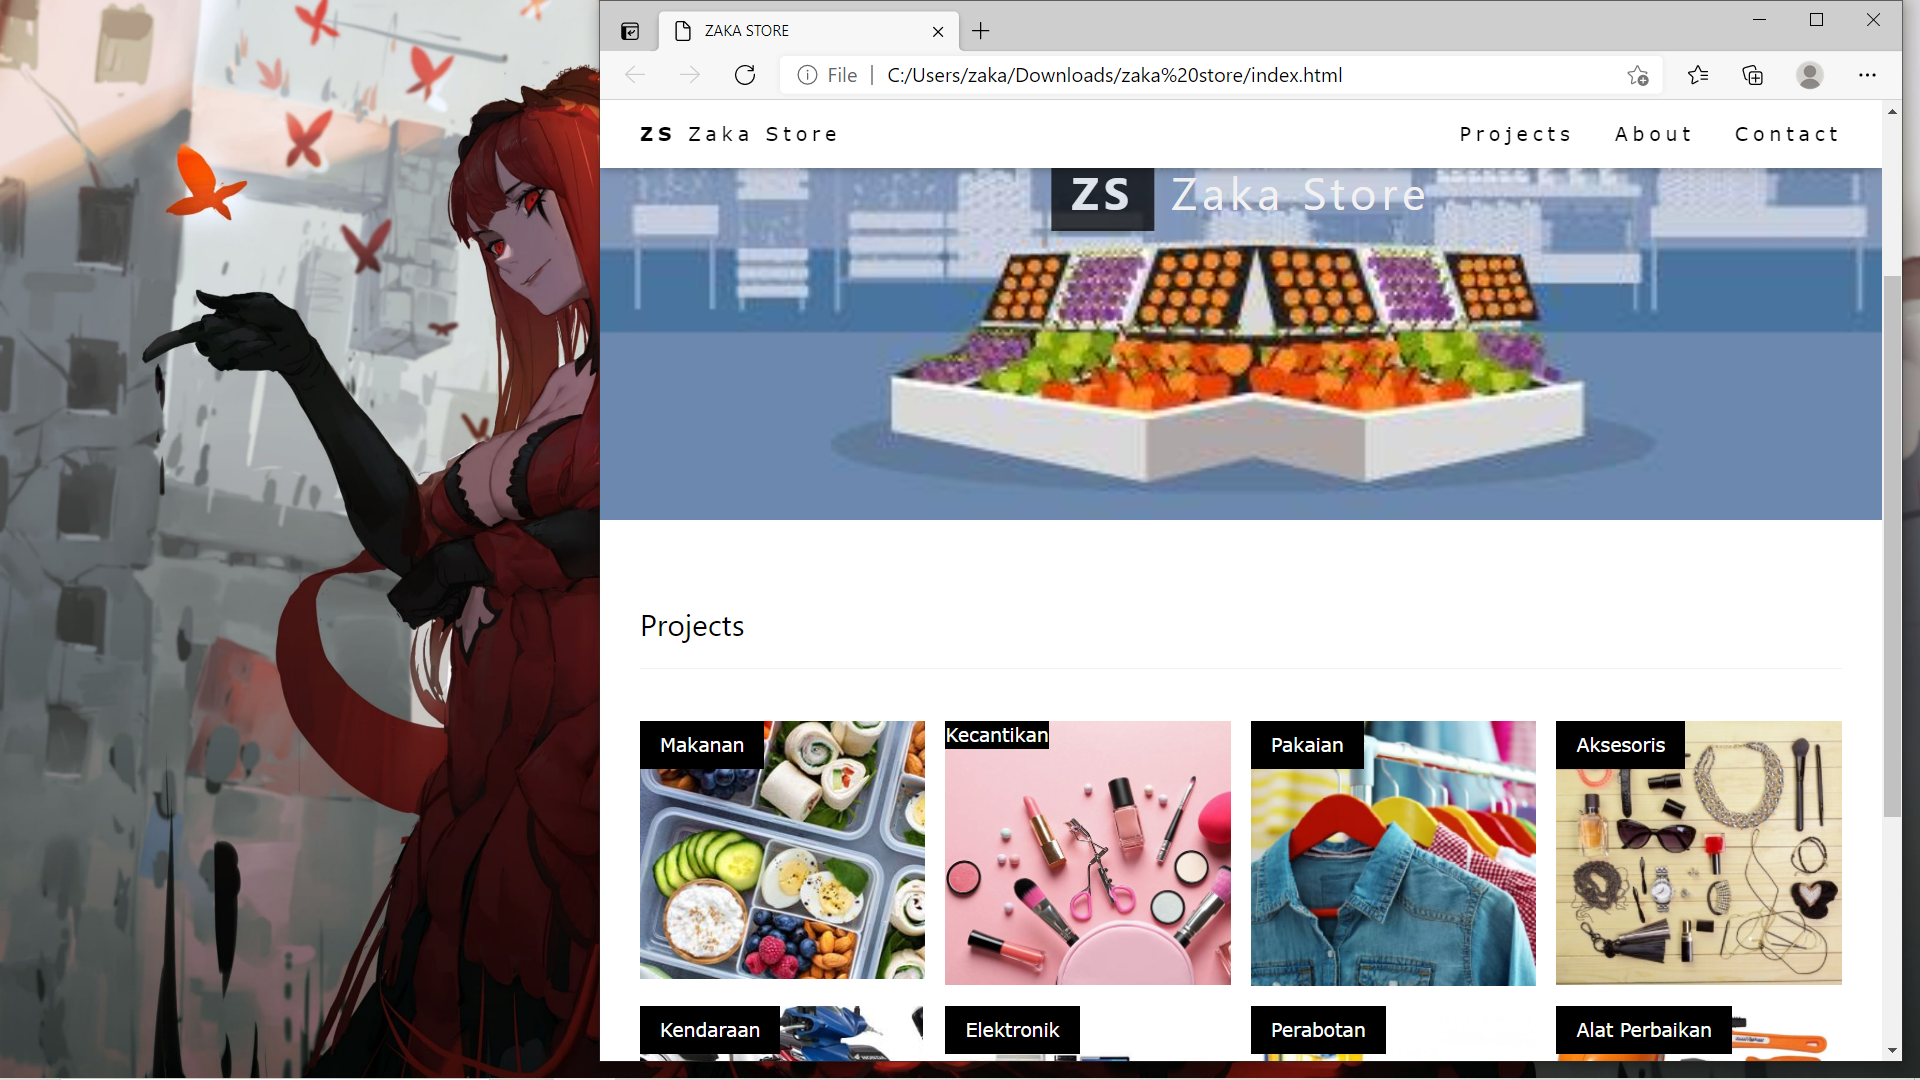 ZAKA STORE
File | C:/Users/zaka/Downloads/zaka%20store/index.html
ZS Zaka Store
Projects About Contact
ZS Zaka Store
Projects
Makanan
Kecantikan
Pakaian
Aksesoris
Kendaraan
Elektronik
Perabotan
Alat Perbaikan